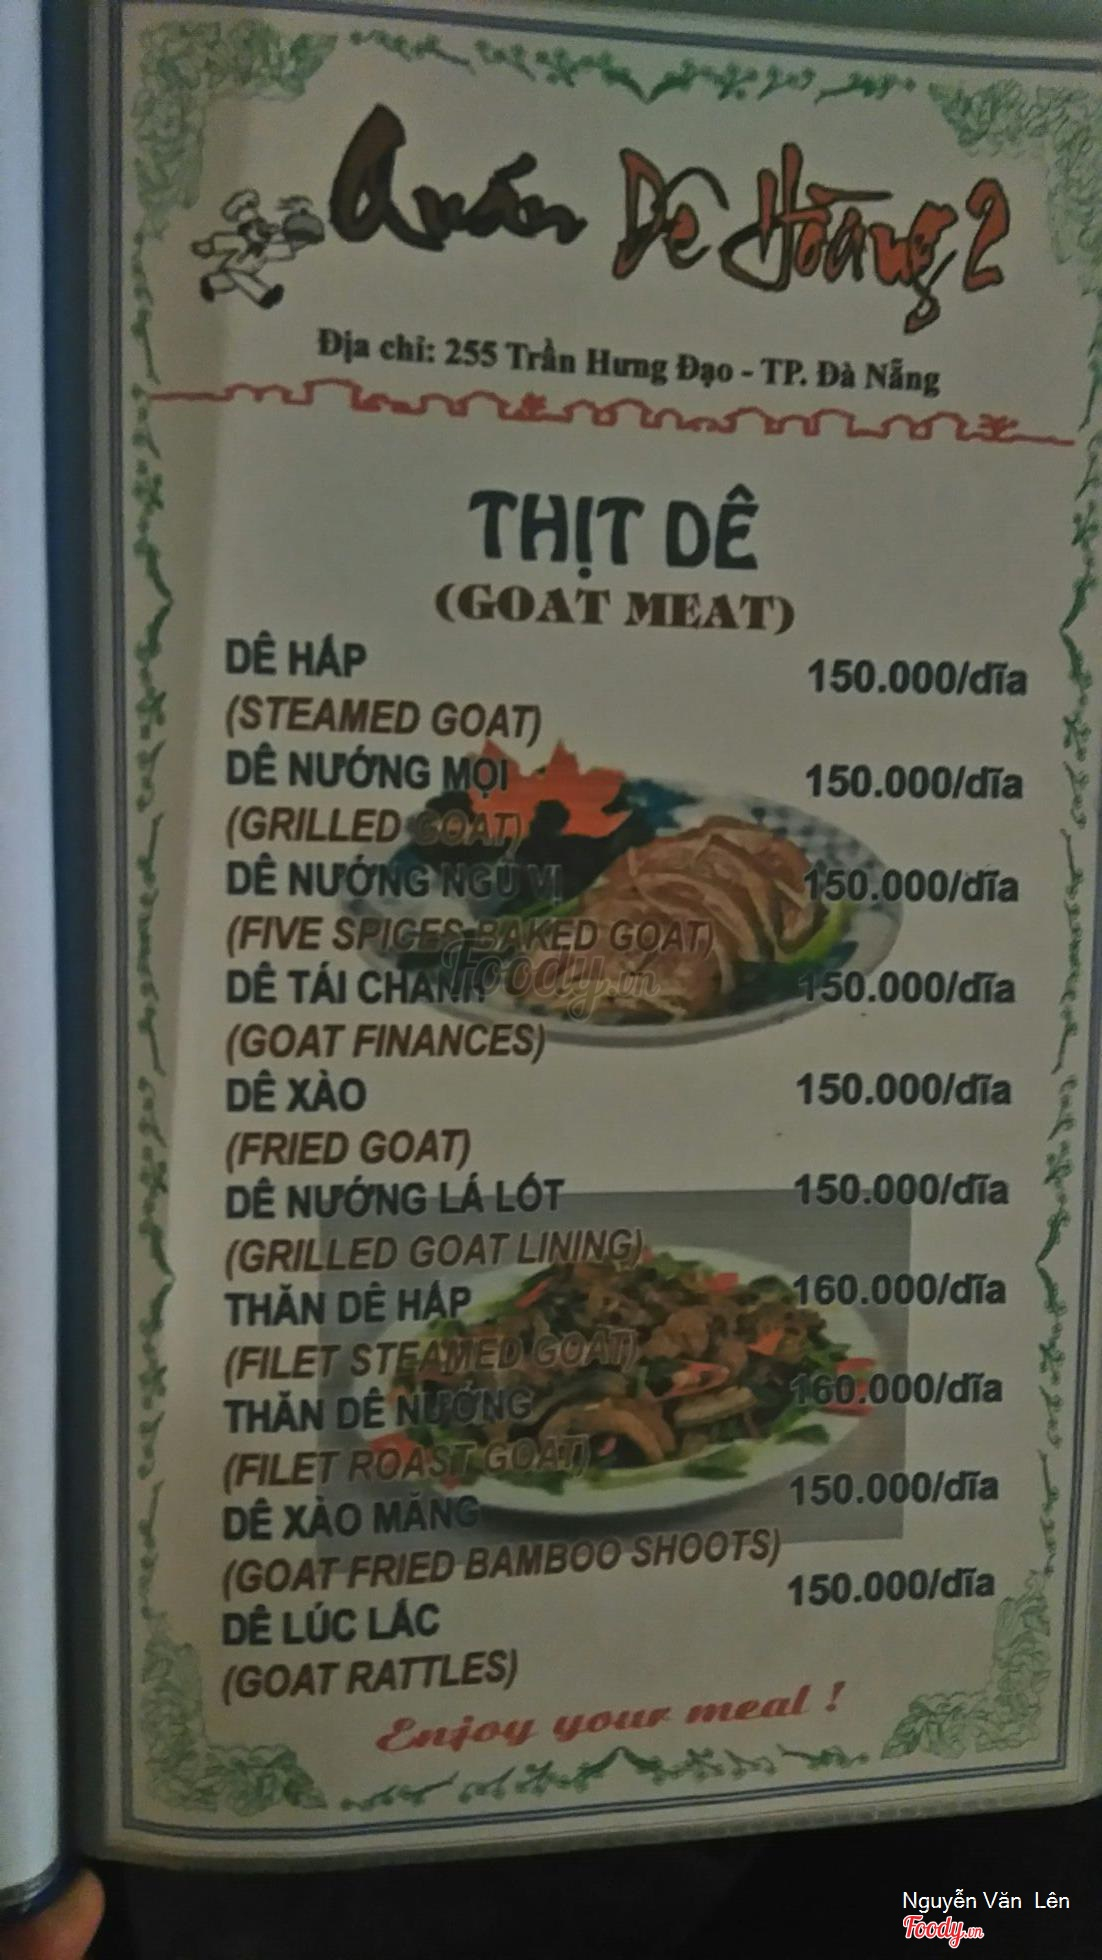 Quán Dê Hoàng 2
Địa chỉ: 255 Trần Hưng Đạo - TP. Đà Nẵng
THỊT DÊ
(GOAT MEAT)
DÊ HẤP 150.000/dĩa
(STEAMED GOAT)
DÊ NƯỚNG MỌI 150.000/dĩa
(GRILLED GOAT)
DÊ NƯỚNG NGŨ VỊ 150.000/dĩa
(FIVE SPICES BAKED GOAT)
DÊ TÁI CHANH 150.000/dĩa
(GOAT FINANCES)
DÊ XÀO 150.000/dĩa
(FRIED GOAT)
DÊ NƯỚNG LÁ LỐT 150.000/dĩa
(GRILLED GOAT LINING)
THĂN DÊ HẤP 160.000/dĩa
(FILET STEAMED GOAT)
THĂN DÊ NƯỚNG 160.000/dĩa
(FILET ROAST GOAT)
DÊ XÀO MĂNG 150.000/dĩa
(GOAT FRIED BAMBOO SHOOTS)
DÊ LÚC LẮC 150.000/dĩa
(GOAT RATTLES)
Enjoy your meal !
Foody.vn
Nguyễn Văn Lên
Foody.vn